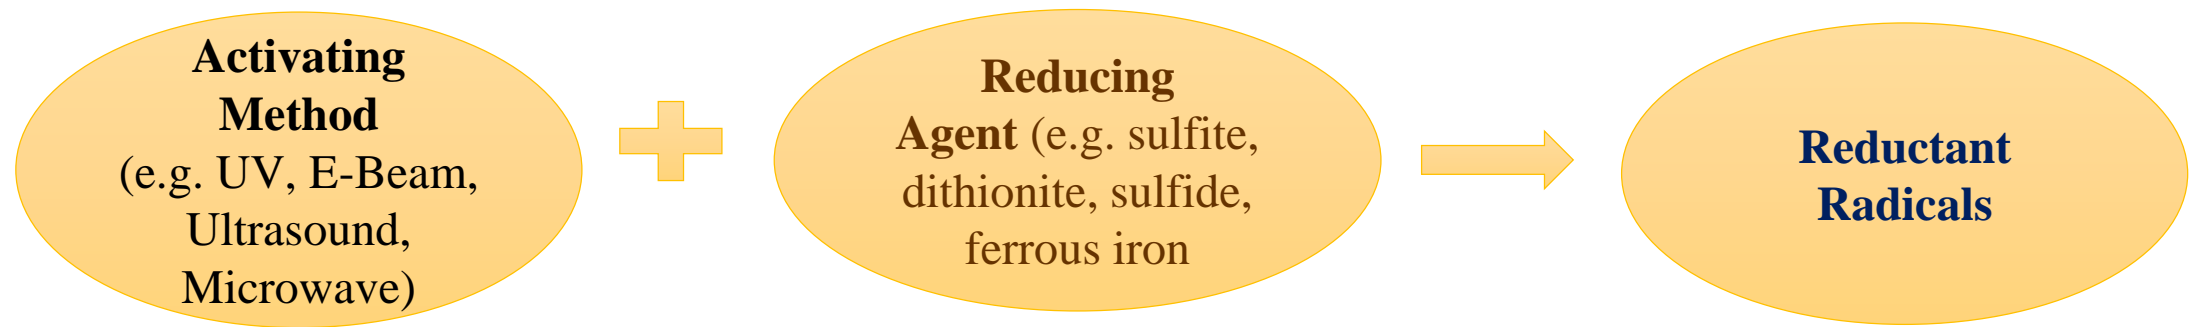 Activating
Method
(e.g. UV, E-Beam,
Ultrasound,
Microwave)
Reducing
Agent (e.g. sulfite,
dithionite, sulfide,
ferrous iron
Reductant
Radicals